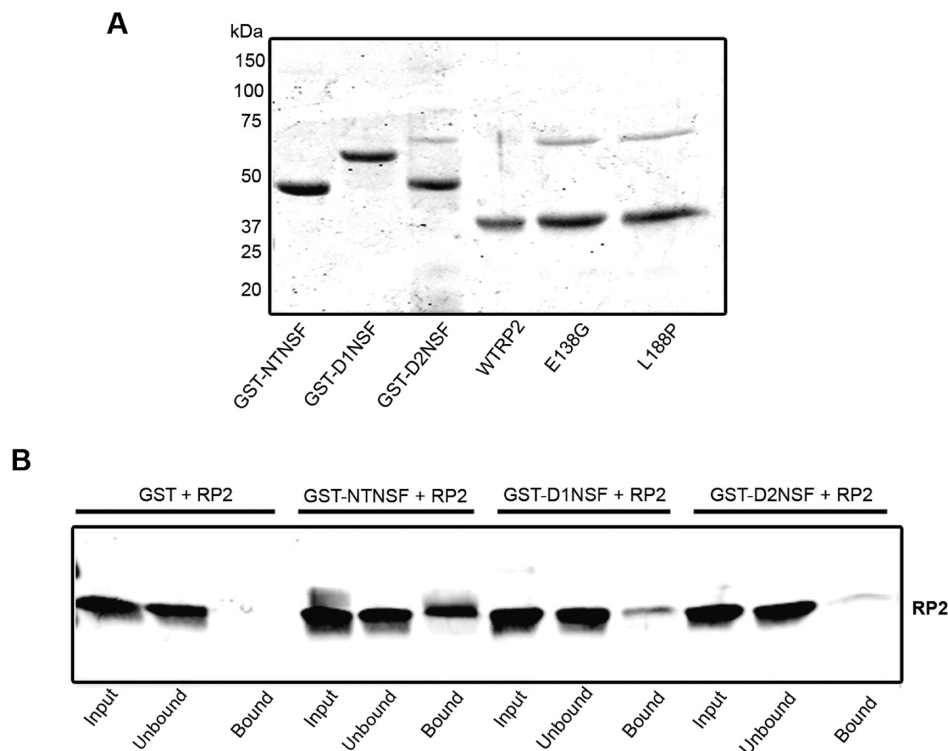 A
kDa
150
100
75
50
37
25
20
GST-NTNSF
GST-D1NSF
GST-D2NSF
WTRP2
E138G
L188P
B
GST + RP2
GST-NTNSF + RP2
GST-D1NSF + RP2
GST-D2NSF + RP2
RP2
Input
Unbound
Bound
Input
Unbound
Bound
Input
Unbound
Bound
Input
Unbound
Bound